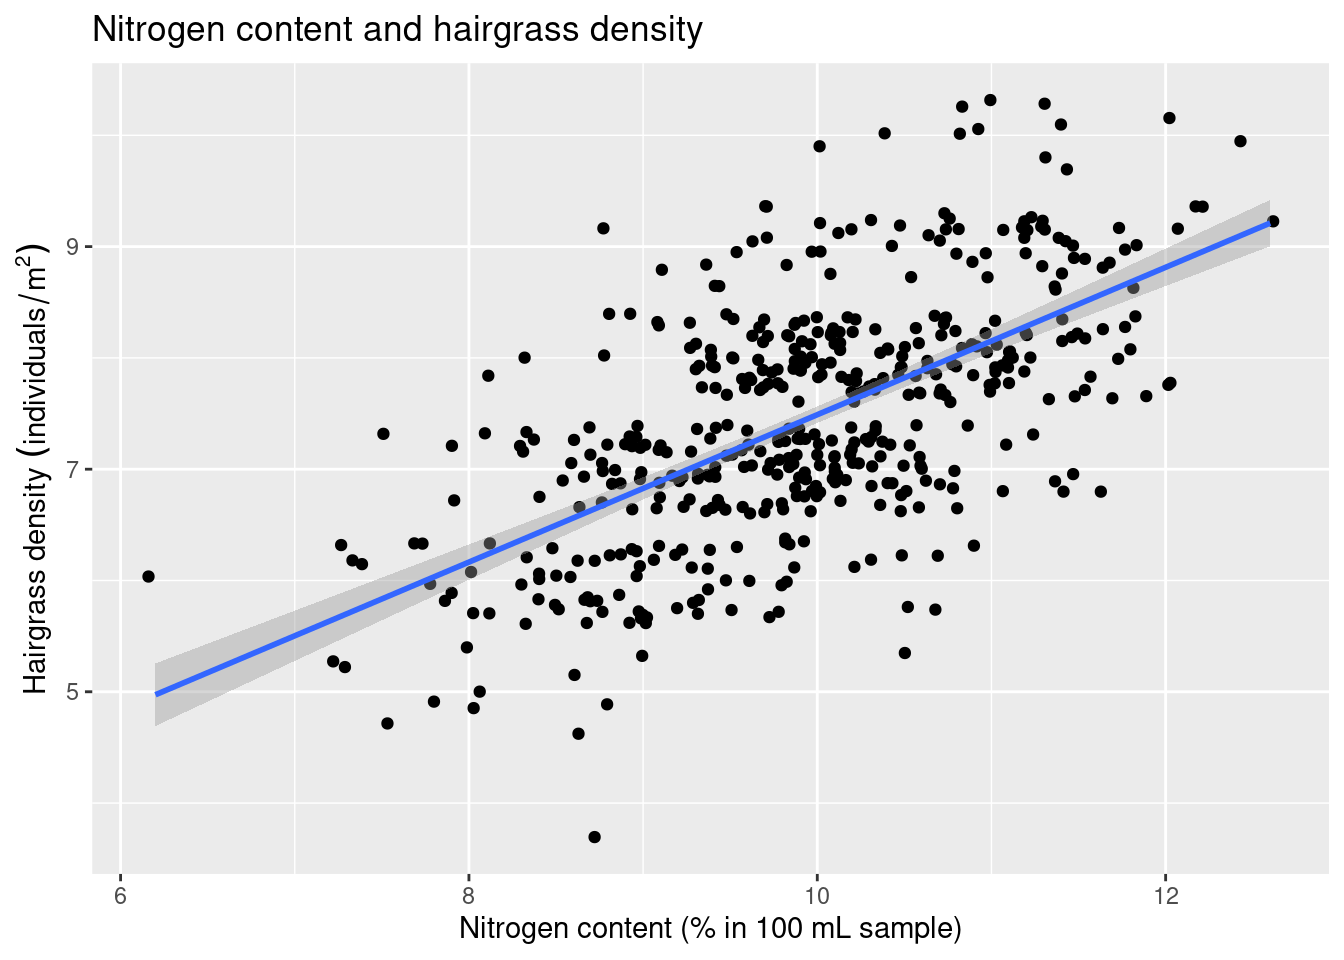 Nitrogen content and hairgrass density
Hairgrass density (individuals/m²)
9
7
5
6 8 10 12
Nitrogen content (% in 100 mL sample)